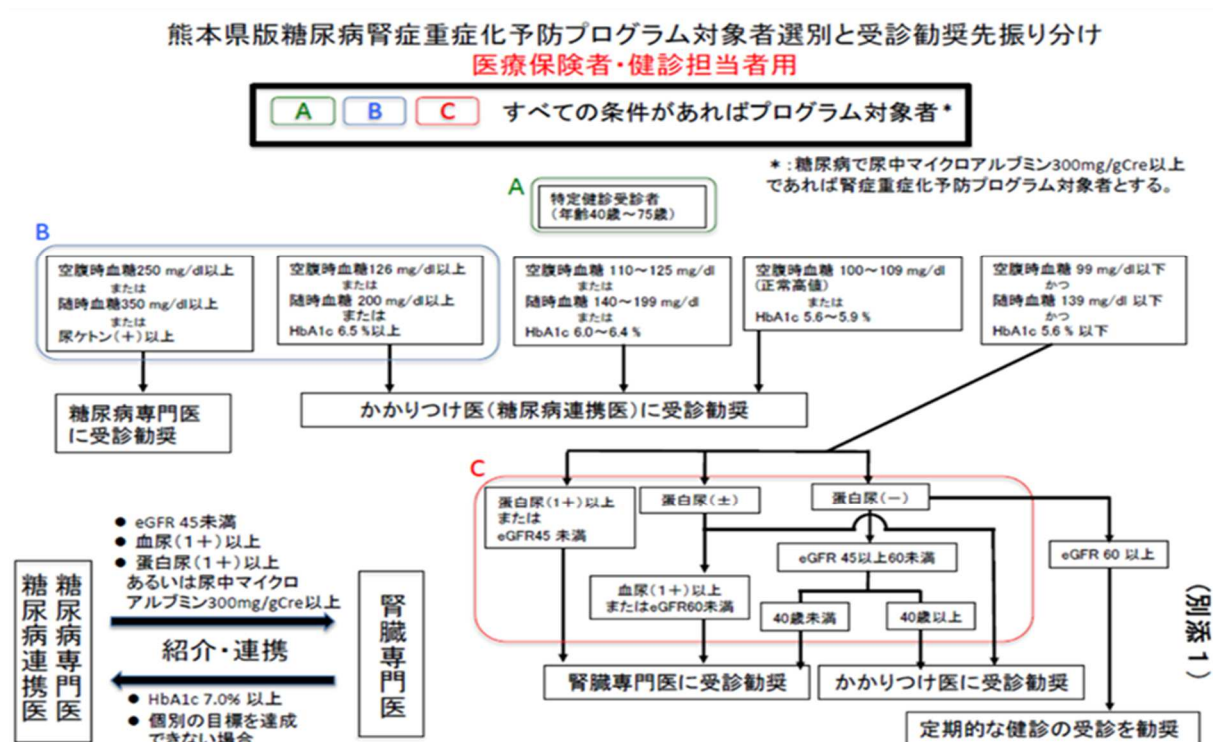 熊本県版糖尿病腎症重症化予防プログラム対象者選別と受診勧奨先振り分け
医療保険者・健診担当者用
A B C すべての条件があればプログラム対象者*
*：糖尿病で尿中マイクロアルブミン300mg/gCre以上
であれば腎症重症化予防プログラム対象者とする。
A
特定健診受診者
（年齢40歳～75歳）
B
空腹時血糖250 mg/dl以上
または
随時血糖350 mg/dl以上
または
尿ケトン(+)以上
空腹時血糖126 mg/dl以上
または
随時血糖 200 mg/dl以上
または
HbA1c 6.5 %以上
空腹時血糖 110～125 mg/dl
または
随時血糖 140～199 mg/dl
または
HbA1c 6.0～6.4 %
空腹時血糖 100～109 mg/dl
(正常高値)
または
HbA1c 5.6～5.9 %
空腹時血糖 99 mg/dl以下
かつ
随時血糖 139 mg/dl 以下
かつ
HbA1c 5.6 % 以下
糖尿病専門医
に受診勧奨
かかりつけ医(糖尿病連携医)に受診勧奨
C
蛋白尿(1+)以上
または
eGFR45 未満
蛋白尿(±)
蛋白尿(－)
eGFR 45以上60未満
eGFR 60 以上
血尿(1+)以上
またはeGFR60未満
40歳未満
40歳以上
腎臓専門医に受診勧奨
かかりつけ医に受診勧奨
定期的な健診の受診を勧奨
● eGFR 45未満
● 血尿(1+)以上
● 蛋白尿(1+)以上
あるいは尿中マイクロ
アルブミン300mg/gCre以上
糖尿病専門医
糖尿病連携医
紹介・連携
腎臓専門医
● HbA1c 7.0% 以上
● 個別の目標を達成
できない場合
（別添１）